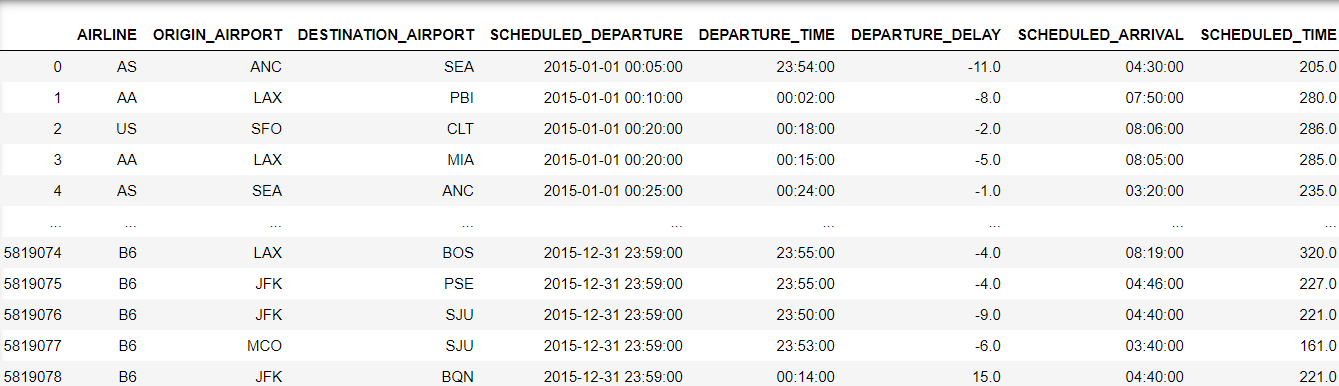 AIRLINE ORIGIN_AIRPORT DESTINATION_AIRPORT SCHEDULED_DEPARTURE DEPARTURE_TIME DEPARTURE_DELAY SCHEDULED_ARRIVAL SCHEDULED_TIME
0 AS ANC SEA 2015-01-01 00:05:00 23:54:00 -11.0 04:30:00 205.0
1 AA LAX PBI 2015-01-01 00:10:00 00:02:00 -8.0 07:50:00 280.0
2 US SFO CLT 2015-01-01 00:20:00 00:18:00 -2.0 08:06:00 286.0
3 AA LAX MIA 2015-01-01 00:20:00 00:15:00 -5.0 08:05:00 285.0
4 AS SEA ANC 2015-01-01 00:25:00 00:24:00 -1.0 03:20:00 235.0
... ... ... ... ... ... ... ... ...
5819074 B6 LAX BOS 2015-12-31 23:59:00 23:55:00 -4.0 08:19:00 320.0
5819075 B6 JFK PSE 2015-12-31 23:59:00 23:55:00 -4.0 04:46:00 227.0
5819076 B6 JFK SJU 2015-12-31 23:59:00 23:50:00 -9.0 04:40:00 221.0
5819077 B6 MCO SJU 2015-12-31 23:59:00 23:53:00 -6.0 03:40:00 161.0
5819078 B6 JFK BQN 2015-12-31 23:59:00 00:14:00 15.0 04:40:00 221.0